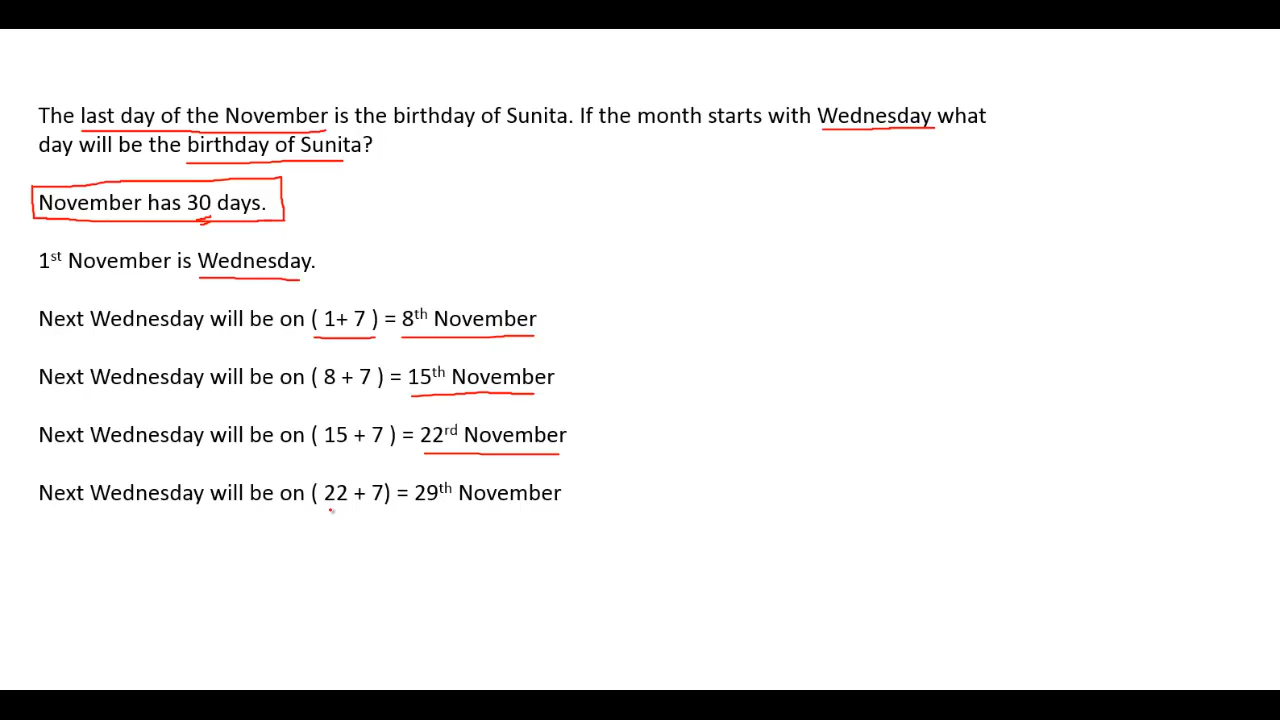 The last day of the November is the birthday of Sunita. If the month starts with Wednesday what
day will be the birthday of Sunita?
November has 30 days.
1st November is Wednesday.
Next Wednesday will be on ( 1+ 7 ) = 8th November
Next Wednesday will be on ( 8 + 7 ) = 15th November
Next Wednesday will be on ( 15 + 7 ) = 22rd November
Next Wednesday will be on ( 22 + 7) = 29th November